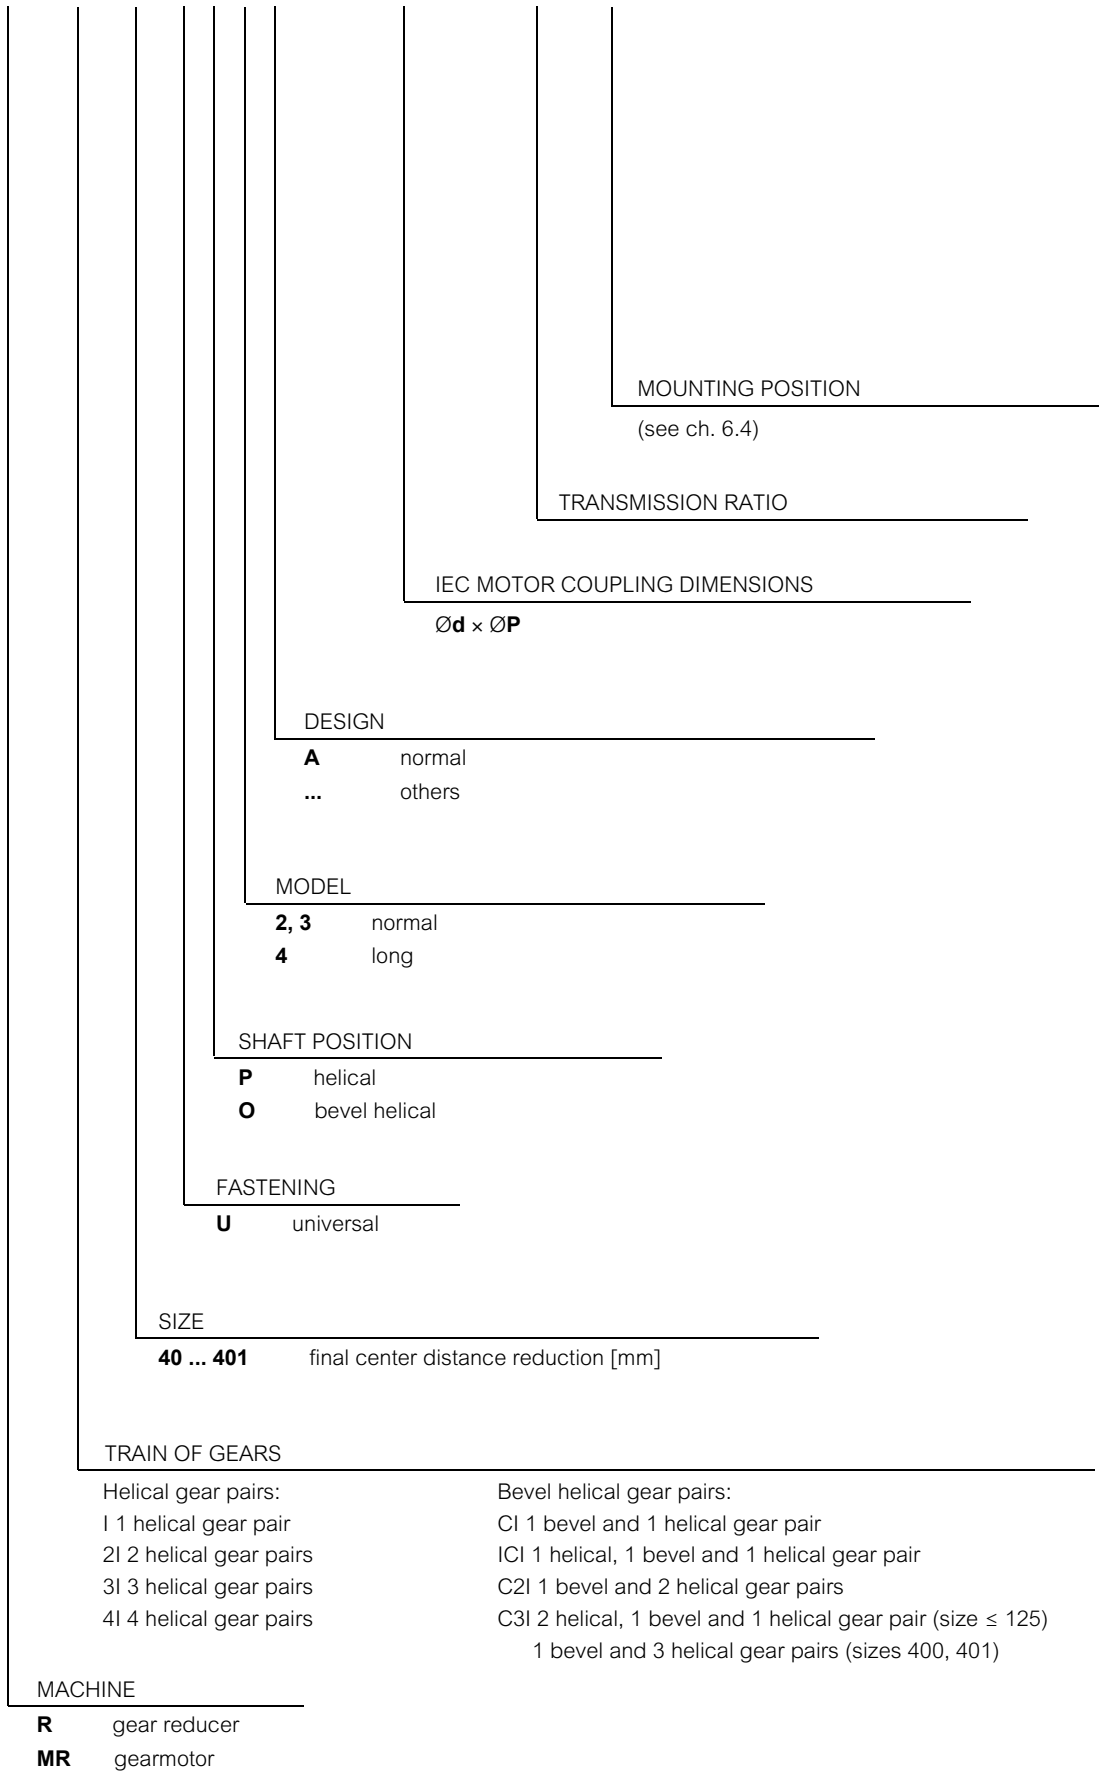 MOUNTING POSITION
(see ch. 6.4)
TRANSMISSION RATIO
IEC MOTOR COUPLING DIMENSIONS
Ød × ØP
DESIGN
A normal
... others
MODEL
2, 3 normal
4 long
SHAFT POSITION
P helical
O bevel helical
FASTENING
U universal
SIZE
40 ... 401 final center distance reduction [mm]
TRAIN OF GEARS
Helical gear pairs:
I 1 helical gear pair
2I 2 helical gear pairs
3I 3 helical gear pairs
4I 4 helical gear pairs
Bevel helical gear pairs:
CI 1 bevel and 1 helical gear pair
ICI 1 helical, 1 bevel and 1 helical gear pair
C2I 1 bevel and 2 helical gear pairs
C3I 2 helical, 1 bevel and 1 helical gear pair (size ≤ 125)
1 bevel and 3 helical gear pairs (sizes 400, 401)
MACHINE
R gear reducer
MR gearmotor